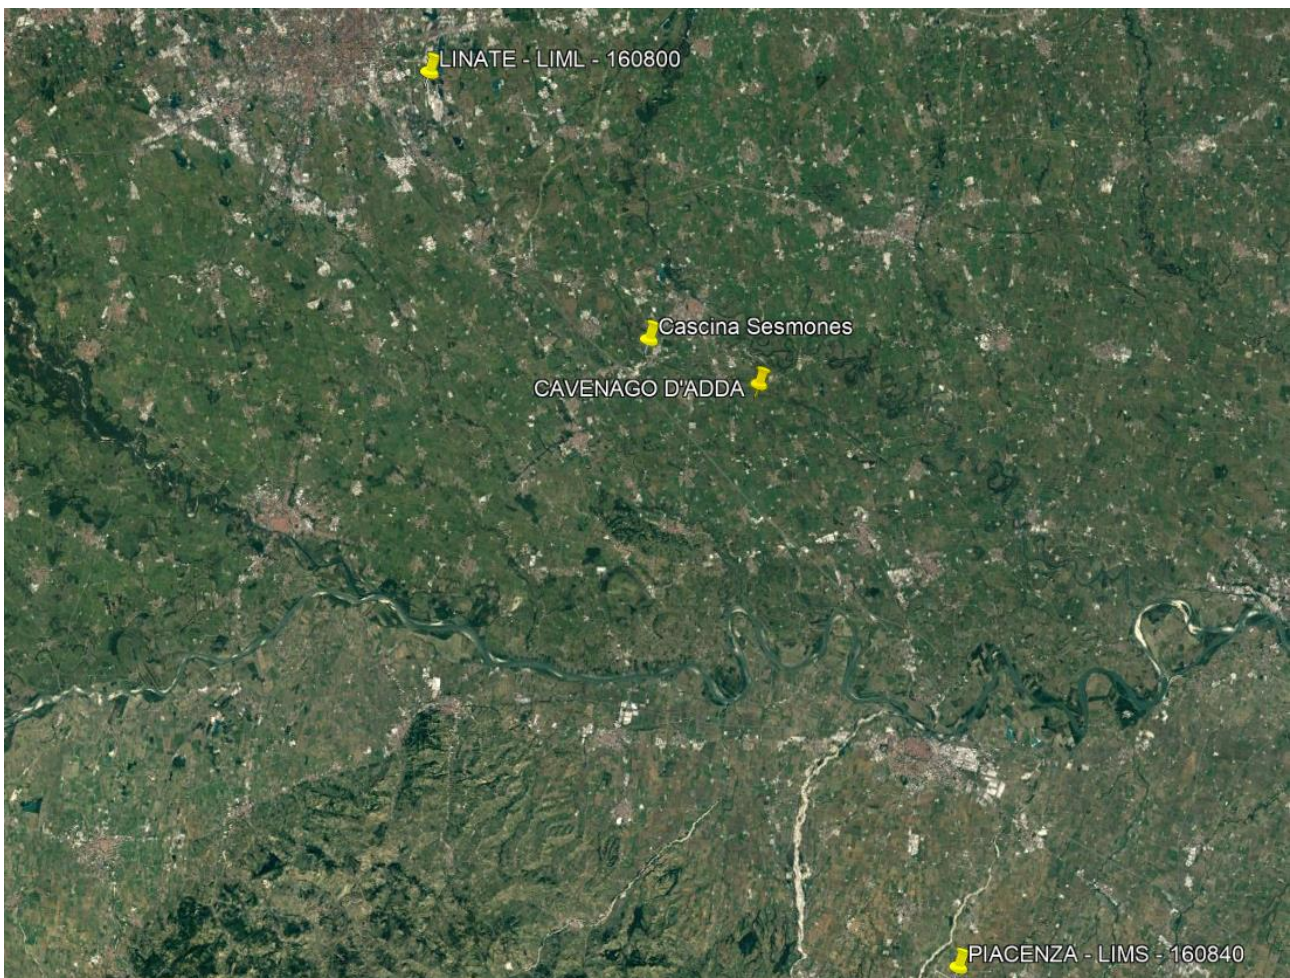 LINATE - LIML - 160800
Cascina Sesmones
CAVENAGO D'ADDA
PIACENZA - LIMS - 160840